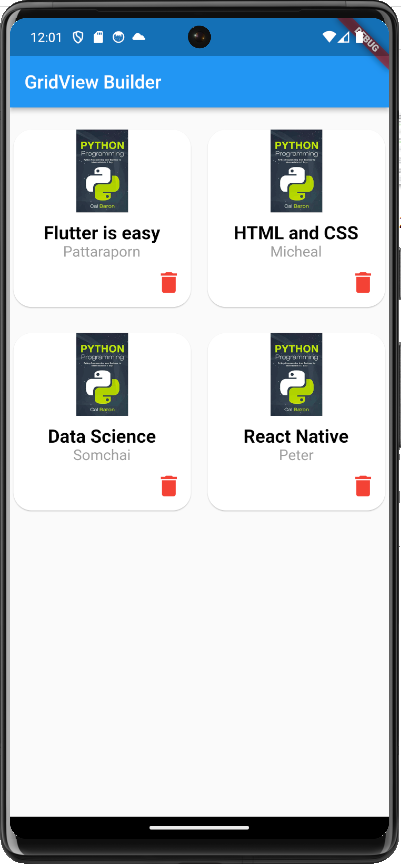 12:01
DEBUG
GridView Builder
PYTHON
Programming
Cal Baron
PYTHON
Programming
Cal Baron
Flutter is easy
HTML and CSS
Pattaraporn
Micheal
PYTHON
Programming
Cal Baron
PYTHON
Programming
Cal Baron
Data Science
React Native
Somchai
Peter